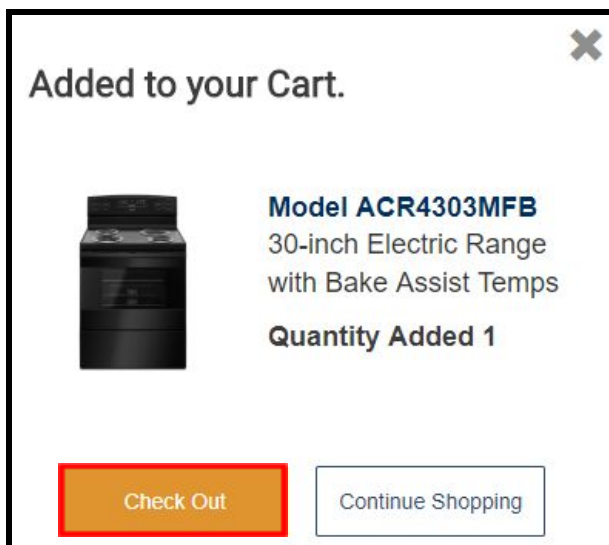 Added to your Cart.
Model ACR4303MFB
30-inch Electric Range
with Bake Assist Temps
Quantity Added 1
Check Out
Continue Shopping